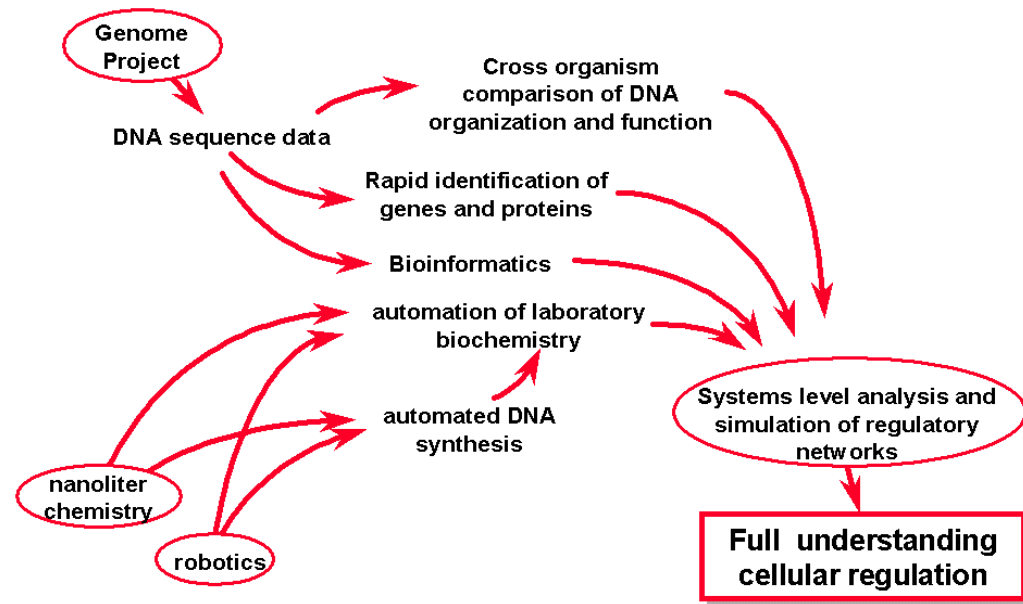 Genome
Project
DNA sequence data
Cross organism
comparison of DNA
organization and function
Rapid identification of
genes and proteins
Bioinformatics
automation of laboratory
biochemistry
automated DNA
synthesis
nanoliter
chemistry
robotics
Systems level analysis and
simulation of regulatory
networks
Full understanding
cellular regulation